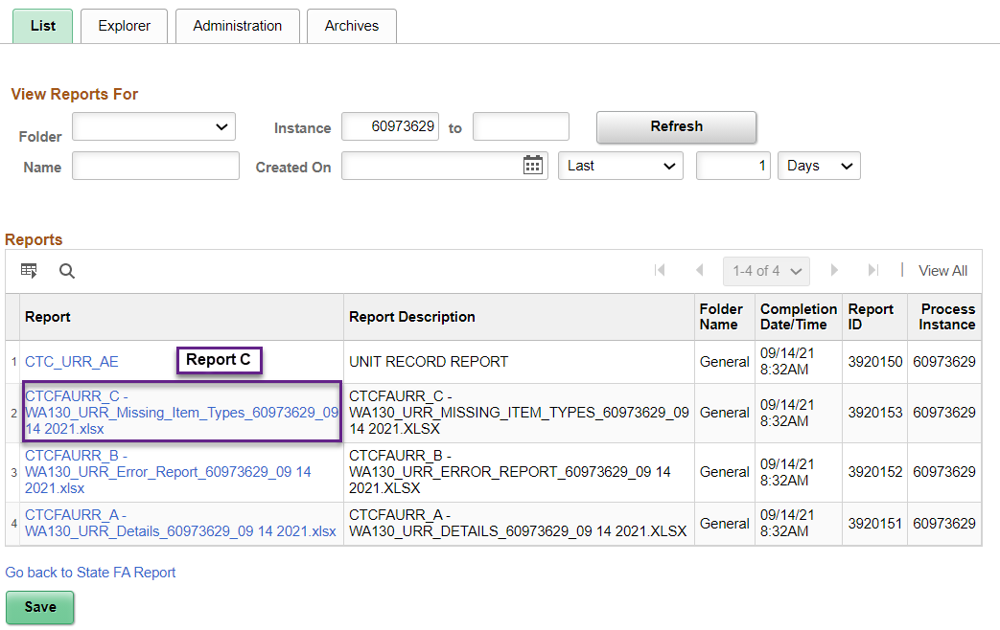 List Explorer Administration Archives
View Reports For
Folder Instance 60973629 to Refresh
Name Created On Last 1 Days
Reports
1-4 of 4 | View All
Report Report Description Folder Name Completion Date/Time Report ID Process Instance
1 CTC_URR_AE Report C UNIT RECORD REPORT General 09/14/21 8:32AM 3920150 60973629
2 CTCFAURR_C - WA130_URR_Missing_Item_Types_60973629_09 14 2021.xlsx CTCFAURR_C - WA130_URR_MISSING_ITEM_TYPES_60973629_09 14 2021.XLSX General 09/14/21 8:32AM 3920153 60973629
3 CTCFAURR_B - WA130_URR_Error_Report_60973629_09 14 2021.xlsx CTCFAURR_B - WA130_URR_ERROR_REPORT_60973629_09 14 2021.XLSX General 09/14/21 8:32AM 3920152 60973629
4 CTCFAURR_A - WA130_URR_Details_60973629_09 14 2021.xlsx CTCFAURR_A - WA130_URR_DETAILS_60973629_09 14 2021.XLSX General 09/14/21 8:32AM 3920151 60973629
Go back to State FA Report
Save